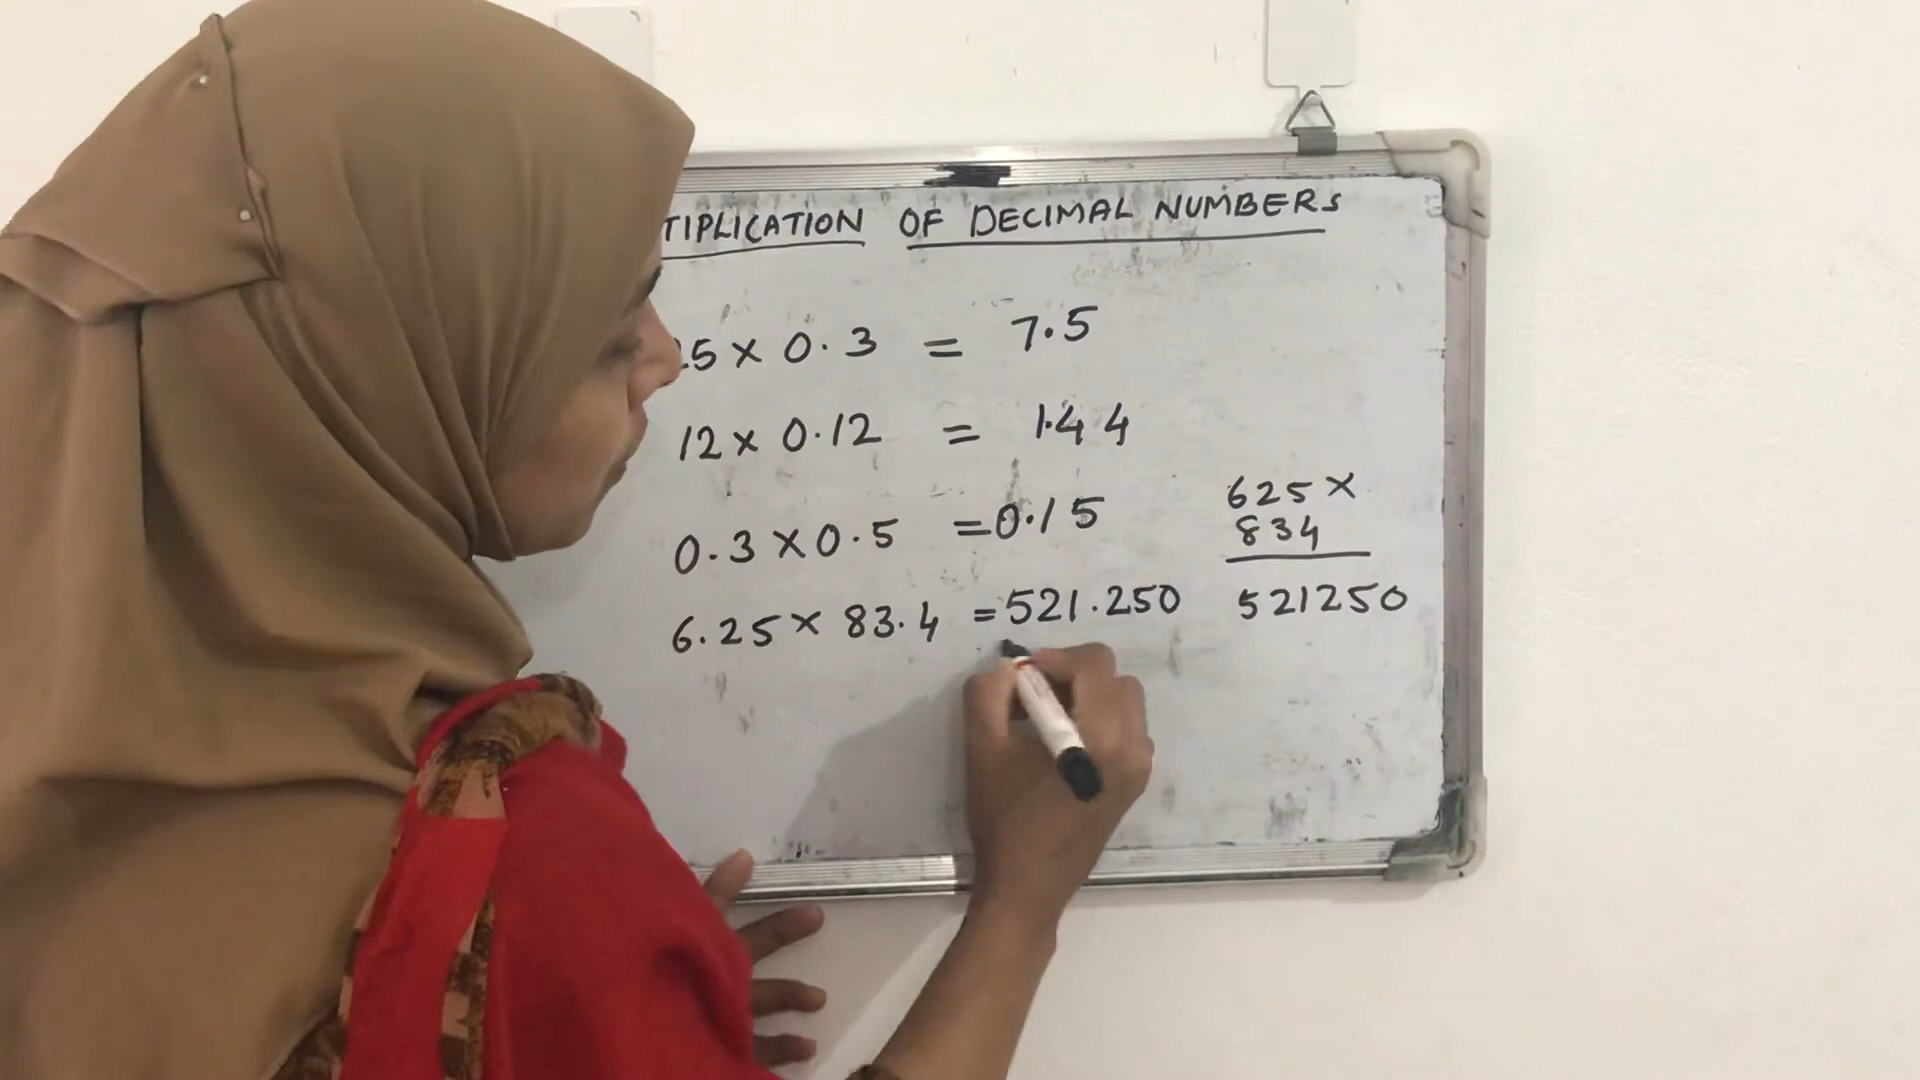 TIPLICATION OF DECIMAL NUMBERS
5 × 0.3 = 7.5
12 × 0.12 = 1.44
0.3 × 0.5 = 0.15
6.25 × 83.4 = 521.250
625 ×
834
521250